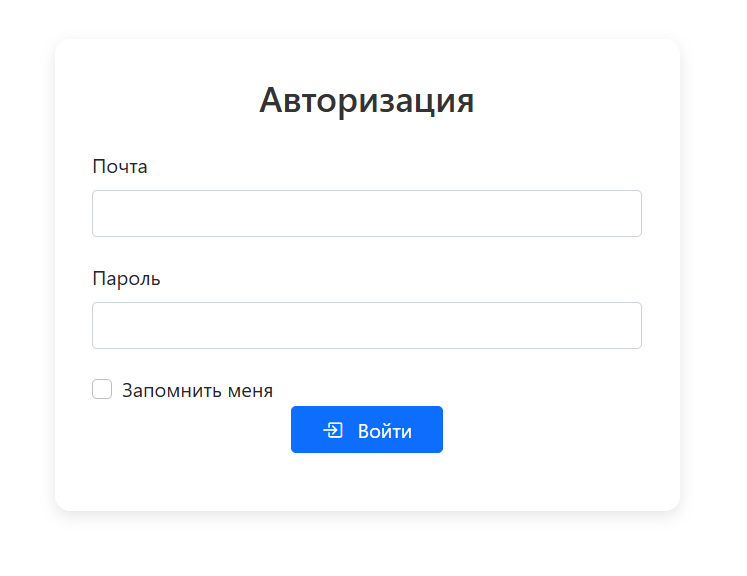 Авторизация
Почта
Пароль
Запомнить меня
Войти